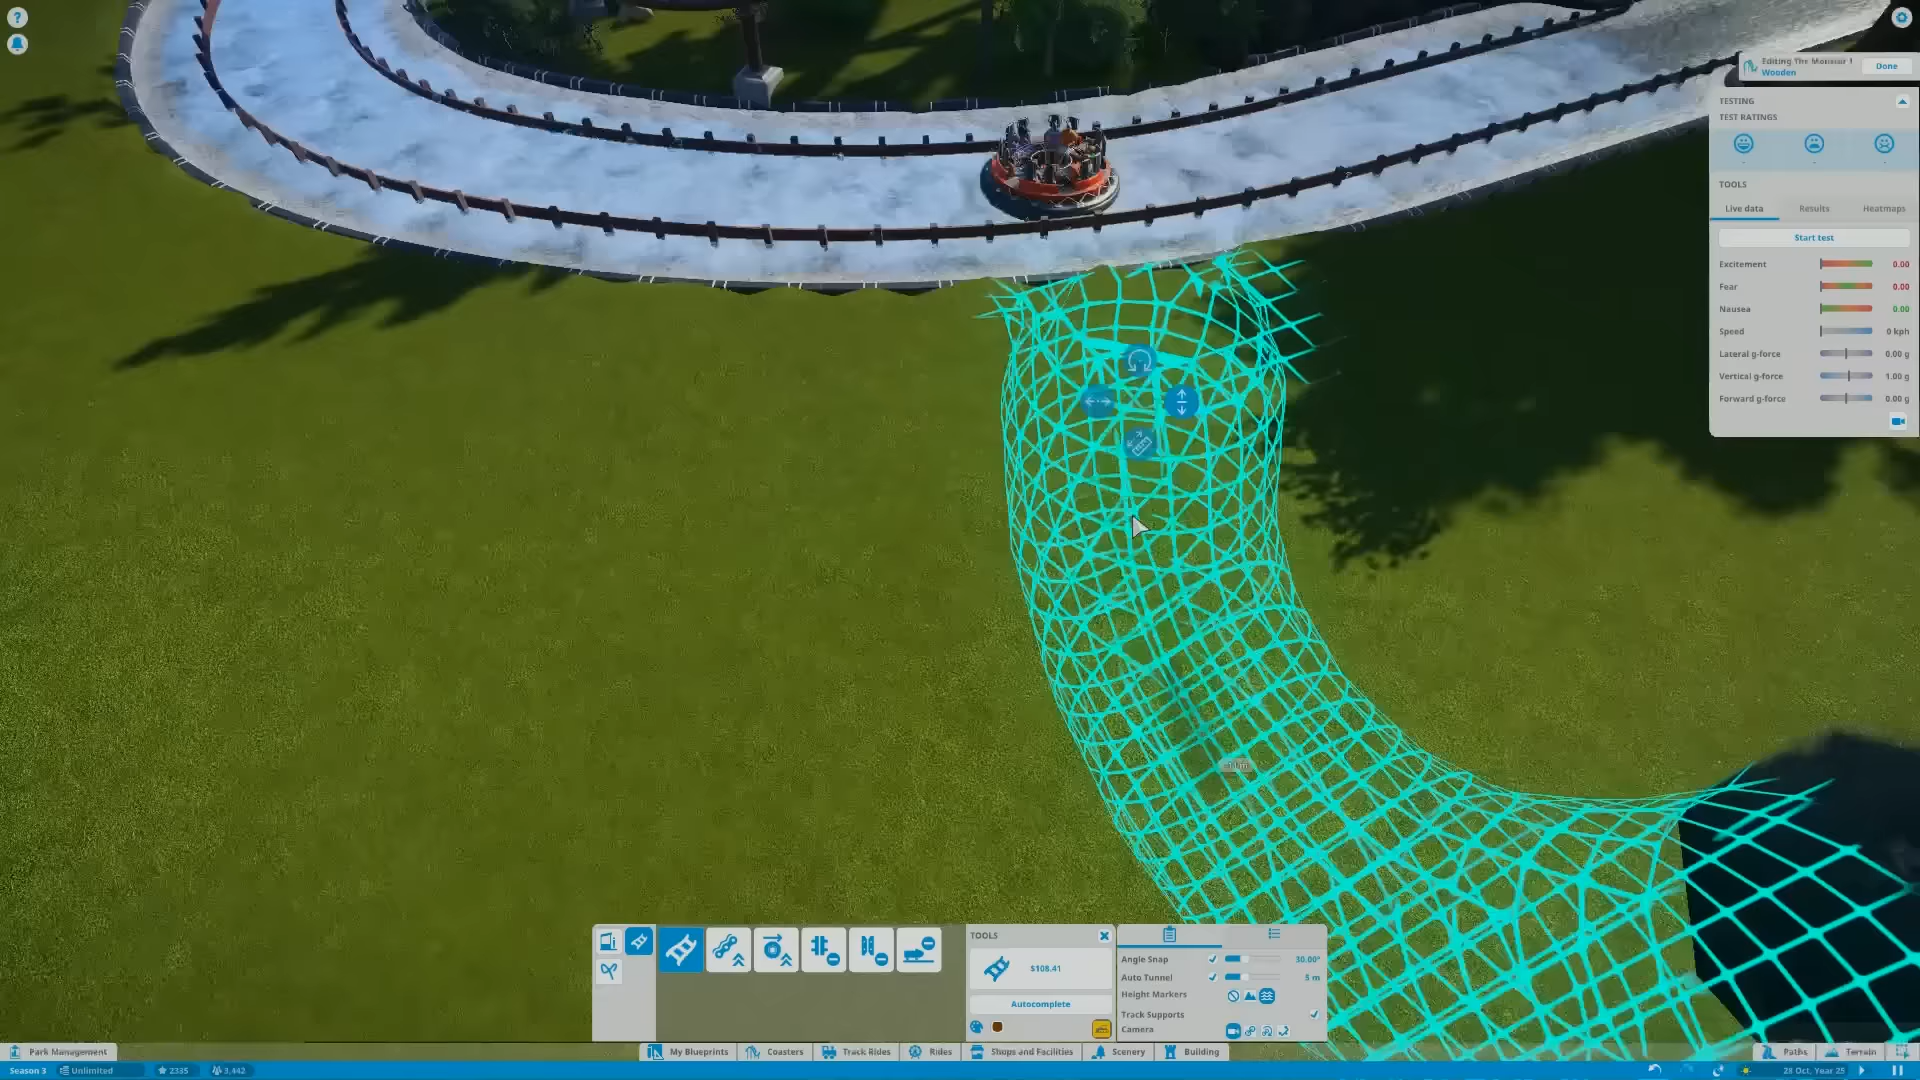 Editing The Monster 1
Wooden
Done
TESTING
TEST RATINGS
TOOLS
Live data
Results
Heatmaps
Start test
Excitement
0.00
Fear
0.00
Nausea
0.00
Speed
0 kph
Lateral g-force
0.00 g
Vertical g-force
1.00 g
Forward g-force
0.00 g
TOOLS
$108.41
Autocomplete
Angle Snap
30.00°
Auto Tunnel
5 m
Height Markers
Track Supports
Camera
Park Management
My Blueprints
Coasters
Track Rides
Rides
Shops and Facilities
Scenery
Building
Paths
Terrain
Season 3
Unlimited
2335
3,442
28 Oct, Year 25